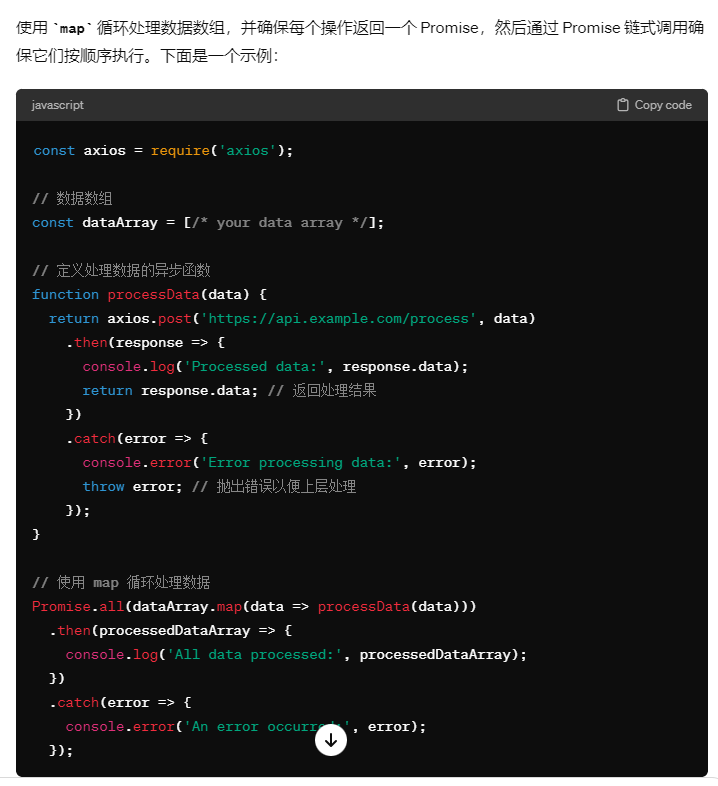 使用 `map` 循环处理数据数组，并确保每个操作返回一个 Promise，然后通过 Promise 链式调用确
保它们按顺序执行。下面是一个示例：
javascript
Copy code
const axios = require('axios');
// 数据数组
const dataArray = [/* your data array */];
// 定义处理数据的异步函数
function processData(data) {
  return axios.post('https://api.example.com/process', data)
    .then(response => {
      console.log('Processed data:', response.data);
      return response.data; // 返回处理结果
    })
    .catch(error => {
      console.error('Error processing data:', error);
      throw error; // 抛出错误以便上层处理
    });
}
// 使用 map 循环处理数据
Promise.all(dataArray.map(data => processData(data)))
  .then(processedDataArray => {
    console.log('All data processed:', processedDataArray);
  })
  .catch(error => {
    console.error('An error occurred:', error);
  });